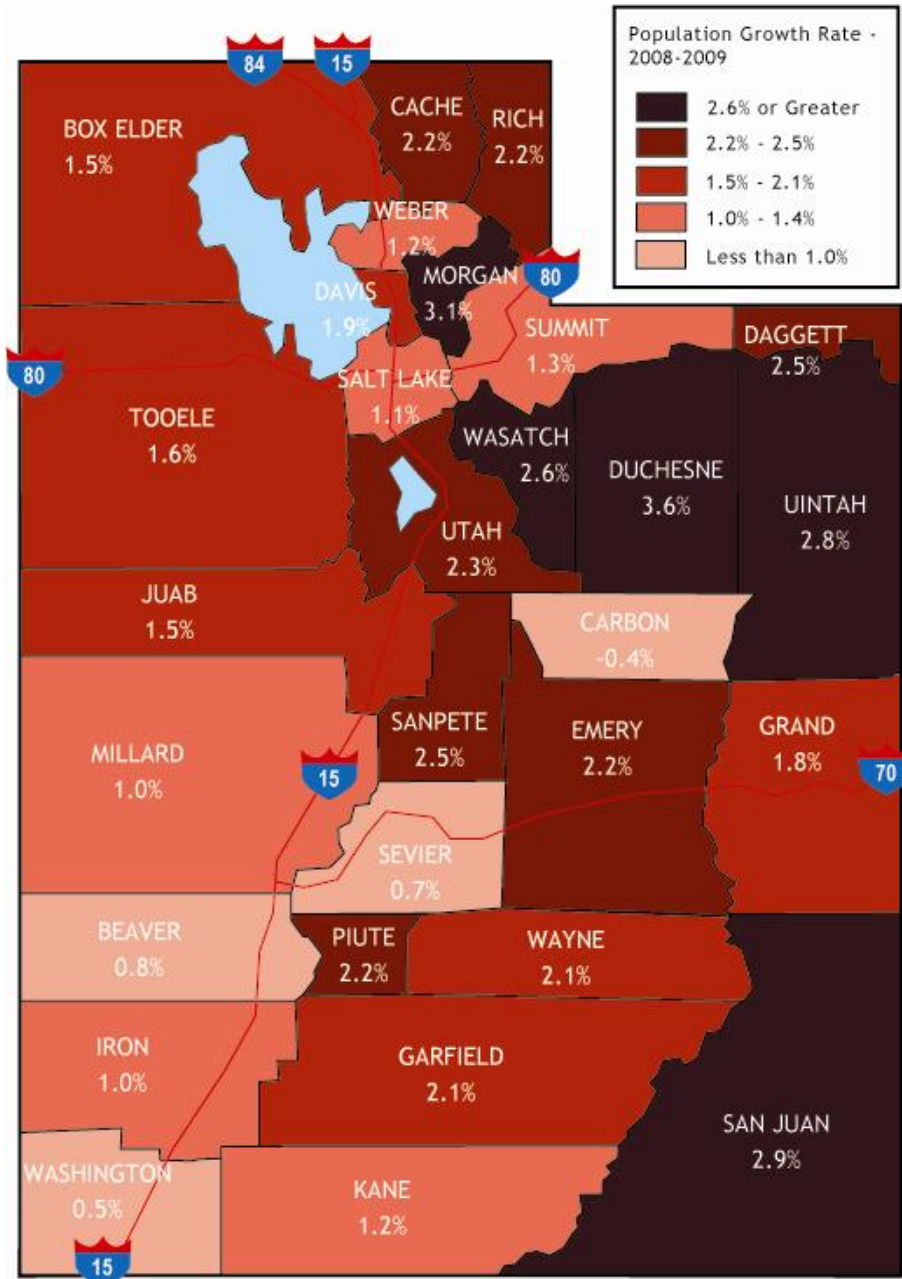 Population Growth Rate -
2008-2009
2.6% or Greater
2.2% - 2.5%
1.5% - 2.1%
1.0% - 1.4%
Less than 1.0%
84
15
BOX ELDER
1.5%
CACHE
2.2%
RICH
2.2%
WEBER
1.2%
MORGAN
3.1%
80
DAVIS
1.9%
SUMMIT
1.3%
DAGGETT
2.5%
80
SALT LAKE
1.1%
TOOELE
1.6%
WASATCH
2.6%
DUCHESNE
3.6%
UINTAH
2.8%
UTAH
2.3%
JUAB
1.5%
CARBON
-0.4%
MILLARD
1.0%
SANPETE
2.5%
EMERY
2.2%
GRAND
1.8%
15
70
SEVIER
0.7%
BEAVER
0.8%
PIUTE
2.2%
WAYNE
2.1%
IRON
1.0%
GARFIELD
2.1%
SAN JUAN
2.9%
WASHINGTON
0.5%
KANE
1.2%
15